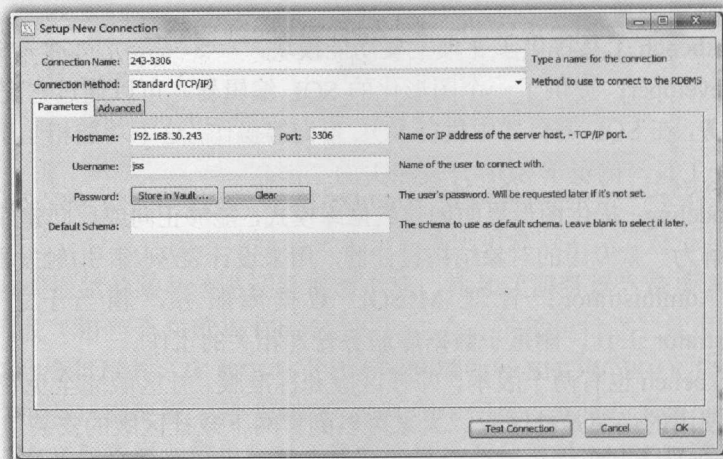 Setup New Connection
Connection Name: 243-3306 Type a name for the connection
Connection Method: Standard (TCP/IP) Method to use to connect to the RDBMS
Parameters Advanced
Hostname: 192.168.30.243 Port: 3306 Name or IP address of the server host. - TCP/IP port.
Username: jss Name of the user to connect with.
Password: Store in Vault ... Clear The user's password. Will be requested later if it's not set.
Default Schema: The schema to use as default schema. Leave blank to select it later.
Test Connection Cancel OK